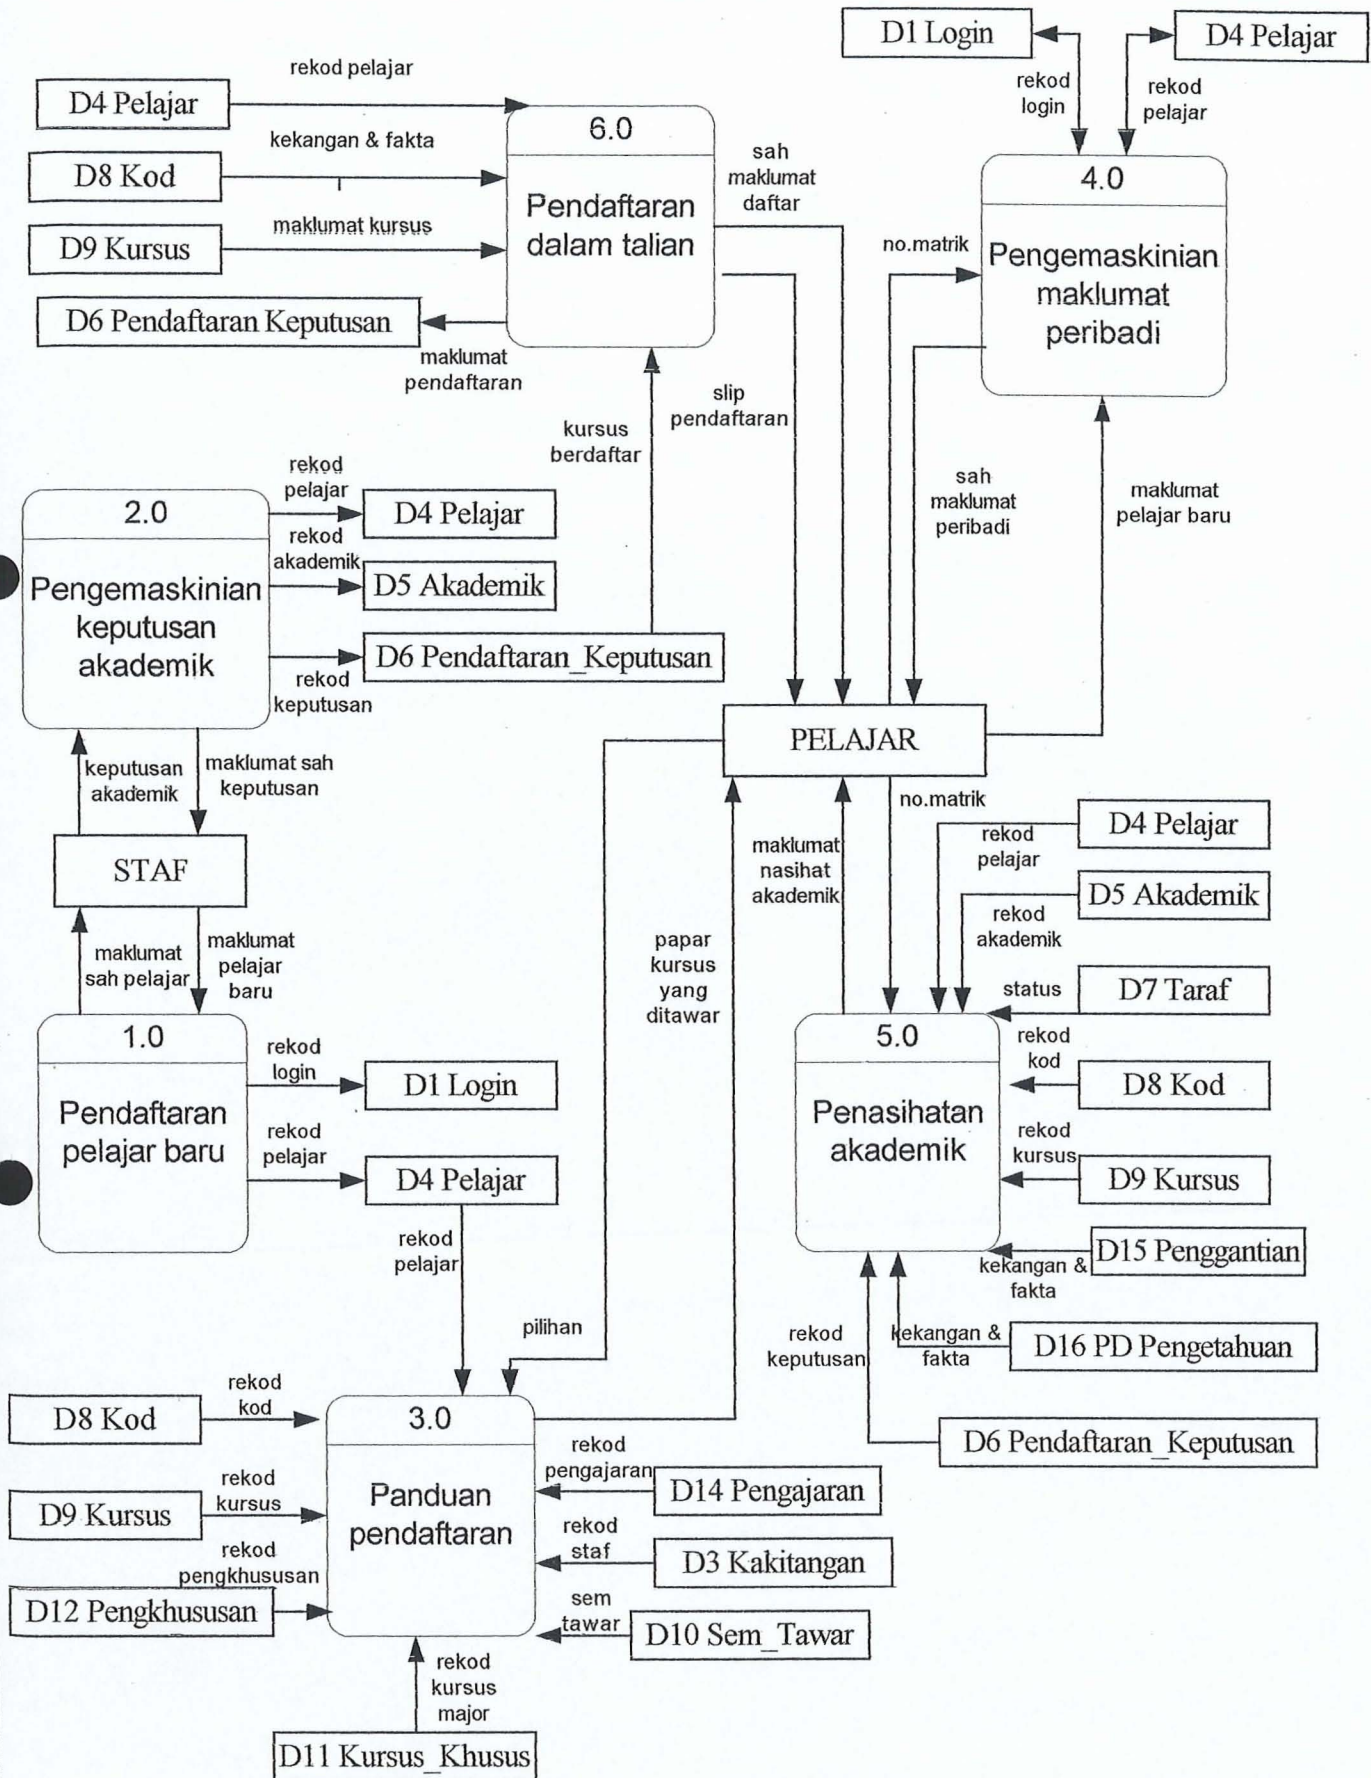 D1 Login
D4 Pelajar
rekod
login
rekod
pelajar
rekod pelajar
D4 Pelajar
kekangan & fakta
D8 Kod
maklumat kursus
D9 Kursus
D6 Pendaftaran Keputusan
maklumat
pendaftaran
6.0
Pendaftaran
dalam talian
sah
maklumat
daftar
slip
pendaftaran
kursus
berdaftar
4.0
Pengemaskinian
maklumat
peribadi
no.matrik
sah
maklumat
peribadi
maklumat
pelajar baru
2.0
Pengemaskinian
keputusan
akademik
rekod
pelajar
D4 Pelajar
rekod
akademik
D5 Akademik
D6 Pendaftaran_Keputusan
rekod
keputusan
keputusan
akademik
maklumat sah
keputusan
STAF
maklumat
sah pelajar
maklumat
pelajar
baru
1.0
Pendaftaran
pelajar baru
rekod
login
D1 Login
rekod
pelajar
D4 Pelajar
rekod
pelajar
PELAJAR
no.matrik
maklumat
nasihat
akademik
papar
kursus
yang
ditawar
pilihan
D4 Pelajar
rekod
pelajar
D5 Akademik
rekod
akademik
status
D7 Taraf
5.0
Penasihatan
akademik
rekod
kod
D8 Kod
rekod
kursus
D9 Kursus
D15 Penggantian
kekangan &
fakta
rekod
keputusan
kekangan &
fakta
D16 PD Pengetahuan
D6 Pendaftaran_Keputusan
rekod
kod
D8 Kod
rekod
kursus
D9 Kursus
rekod
pengkhususan
D12 Pengkhususan
3.0
Panduan
pendaftaran
rekod
pengajaran
D14 Pengajaran
rekod
staf
D3 Kakitangan
sem
tawar
D10 Sem_Tawar
rekod
kursus
major
D11 Kursus_Khusus